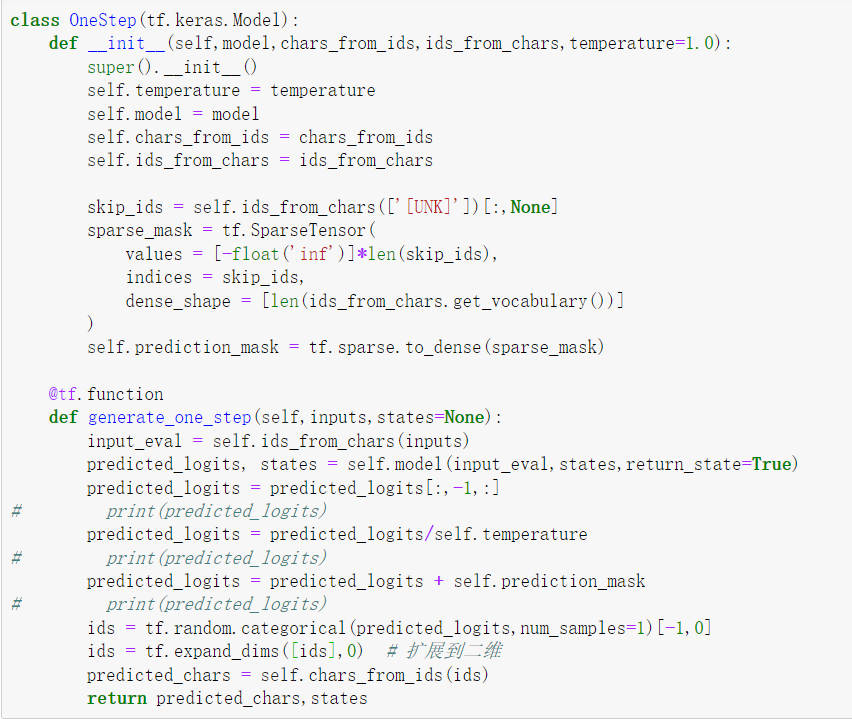 class OneStep(tf.keras.Model):
    def __init__(self,model,chars_from_ids,ids_from_chars,temperature=1.0):
        super().__init__()
        self.temperature = temperature
        self.model = model
        self.chars_from_ids = chars_from_ids
        self.ids_from_chars = ids_from_chars

        skip_ids = self.ids_from_chars(['[UNK]'])[:,None]
        sparse_mask = tf.SparseTensor(
            values = [-float('inf')]*len(skip_ids),
            indices = skip_ids,
            dense_shape = [len(ids_from_chars.get_vocabulary())]
        )
        self.prediction_mask = tf.sparse.to_dense(sparse_mask)

    @tf.function
    def generate_one_step(self,inputs,states=None):
        input_eval = self.ids_from_chars(inputs)
        predicted_logits, states = self.model(input_eval,states,return_state=True)
        predicted_logits = predicted_logits[:,-1,:]
#         print(predicted_logits)
        predicted_logits = predicted_logits/self.temperature
#         print(predicted_logits)
        predicted_logits = predicted_logits + self.prediction_mask
#         print(predicted_logits)
        ids = tf.random.categorical(predicted_logits,num_samples=1)[-1,0]
        ids = tf.expand_dims([ids],0)  # 扩展到二维
        predicted_chars = self.chars_from_ids(ids)
        return predicted_chars,states